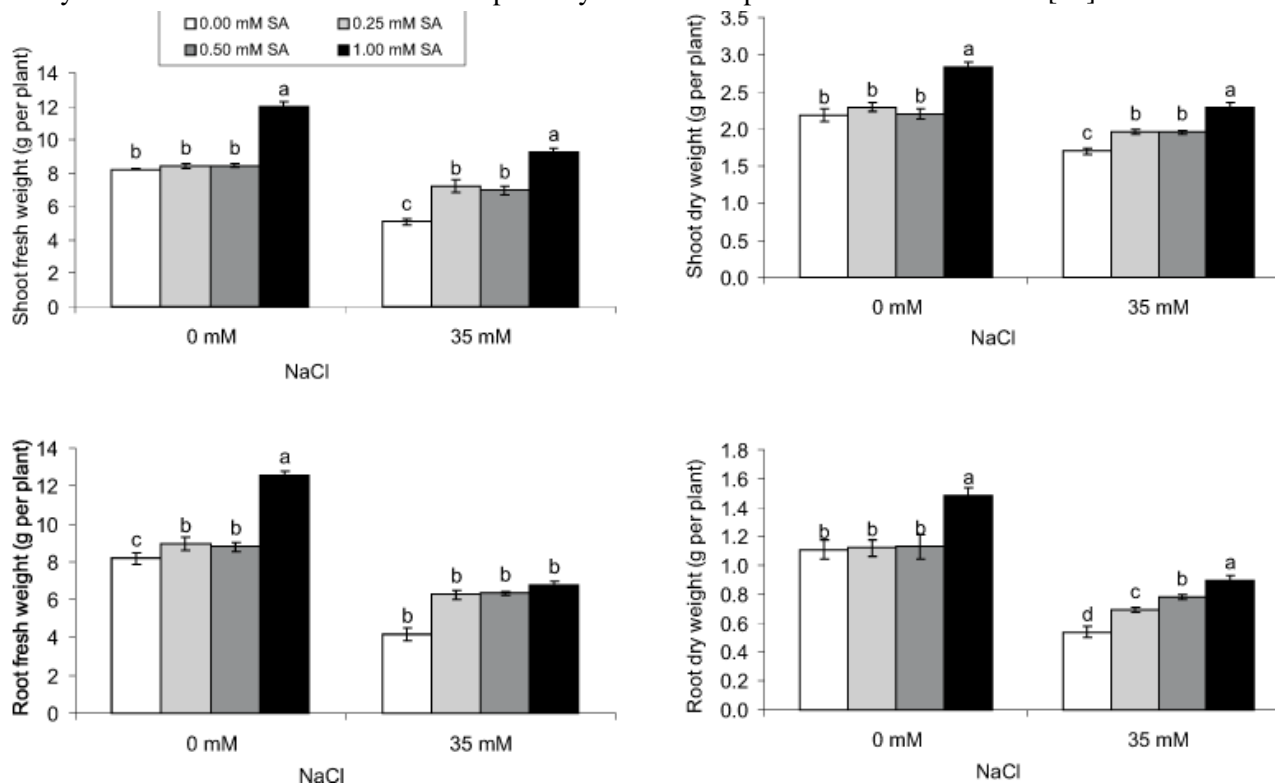 0.00 mM SA 0.25 mM SA
0.50 mM SA 1.00 mM SA
Shoot fresh weight (g per plant)
14
12
10
8
6
4
2
0
b b b a
c b b a
0 mM 35 mM
NaCl
Shoot dry weight (g per plant)
3.5
3.0
2.5
2.0
1.5
1.0
0.5
0.0
b b b a
c b b a
0 mM 35 mM
NaCl
Root fresh weight (g per plant)
14
12
10
8
6
4
2
0
c b b a
b b b b
0 mM 35 mM
NaCl
Root dry weight (g per plant)
1.8
1.6
1.4
1.2
1.0
0.8
0.6
0.4
0.2
0.0
b b b a
d c b a
0 mM 35 mM
NaCl